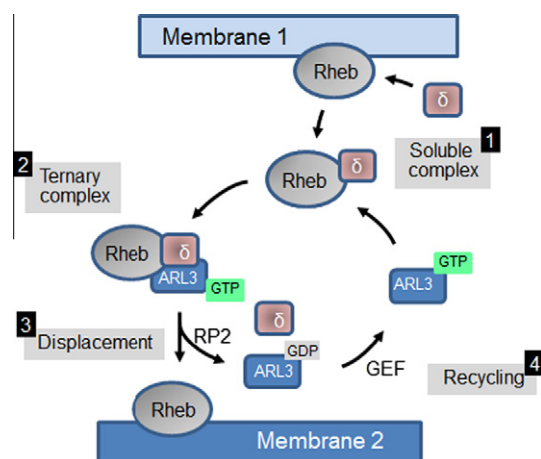 Membrane 1
Rheb
δ
1
Soluble
complex
Rheb
δ
2
Ternary
complex
Rheb
δ
ARL3
GTP
GTP
ARL3
3
Displacement
RP2
δ
GDP
ARL3
GEF
4
Recycling
Rheb
Membrane 2